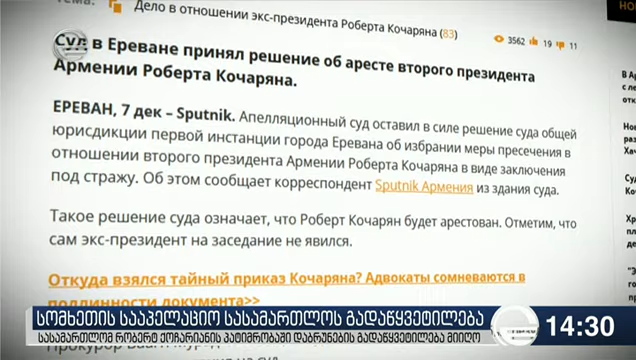 Тема:
Дело в отношении экс-президента Роберта Кочаряна (83)
3562 19 11
Суд в Ереване принял решение об аресте второго президента
Армении Роберта Кочаряна.
ЕРЕВАН, 7 дек – Sputnik. Апелляционный суд оставил в силе решение суда общей
юрисдикции первой инстанции города Еревана об избрании меры пресечения в
отношении второго президента Армении Роберта Кочаряна в виде заключения
под стражу. Об этом сообщает корреспондент Sputnik Армения из здания суда.
Такое решение суда означает, что Роберт Кочарян будет арестован. Отметим, что
сам экс-президент на заседание не явился.
Откуда взялся тайный приказ Кочаряна? Адвокаты сомневаются в
подлинности документа>>
სომხეთის სააპელაციო სასამართლოს გადაწყვეტილება
სასამართლომ რობერტ ქოჩარიანის პატიმრობაში დაბრუნების გადაწყვეტილება მიიღო
14:30